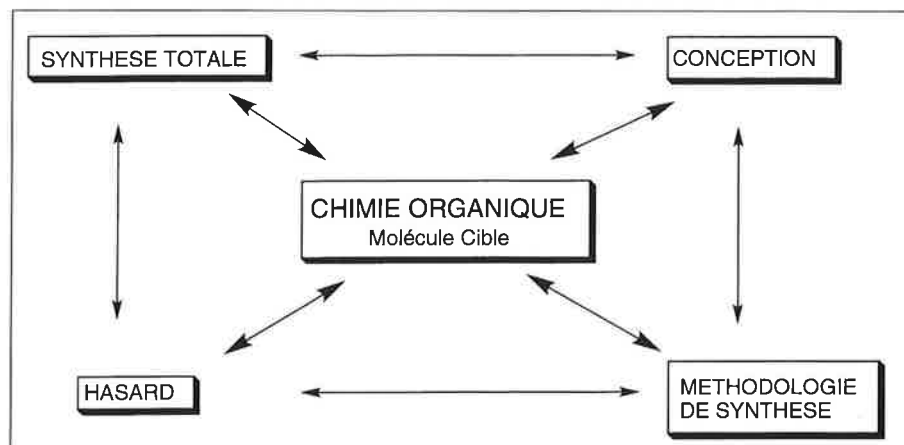 SYNTHESE TOTALE
CONCEPTION
CHIMIE ORGANIQUE
Molécule Cible
HASARD
METHODOLOGIE
DE SYNTHESE